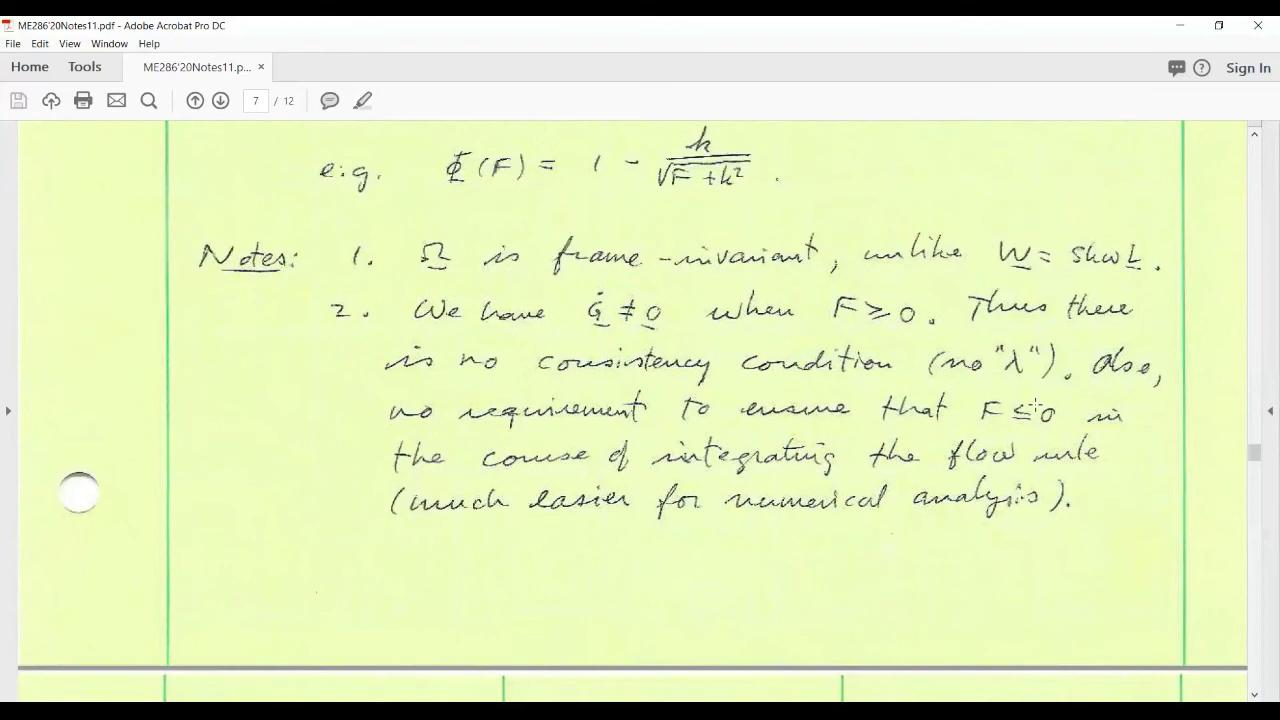 ME286'20Notes11.pdf - Adobe Acrobat Pro DC
File Edit View Window Help
Home Tools ME286'20Notes11.p... × Sign In
7 / 12
e.g. Φ(F) = 1 - k/√F + k² .
Notes: 1. Ω is frame-invariant, unlike W = skw L.
2. We have Ġ ≠ 0 when F ≥ 0. Thus there
is no consistency condition (no "λ"). Also,
no requirement to ensure that F ≤ 0 in
the course of integrating the flow rule
(much easier for numerical analysis).